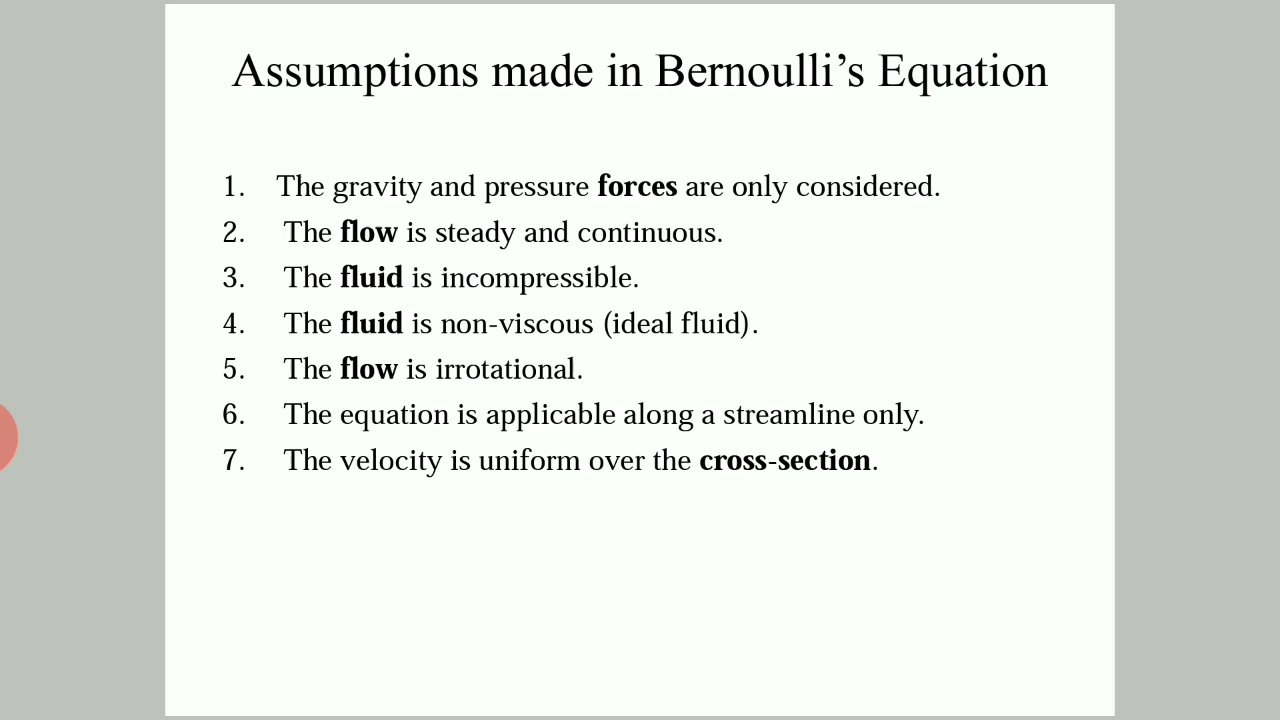 Assumptions made in Bernoulli’s Equation
1. The gravity and pressure forces are only considered.
2. The flow is steady and continuous.
3. The fluid is incompressible.
4. The fluid is non-viscous (ideal fluid).
5. The flow is irrotational.
6. The equation is applicable along a streamline only.
7. The velocity is uniform over the cross-section.